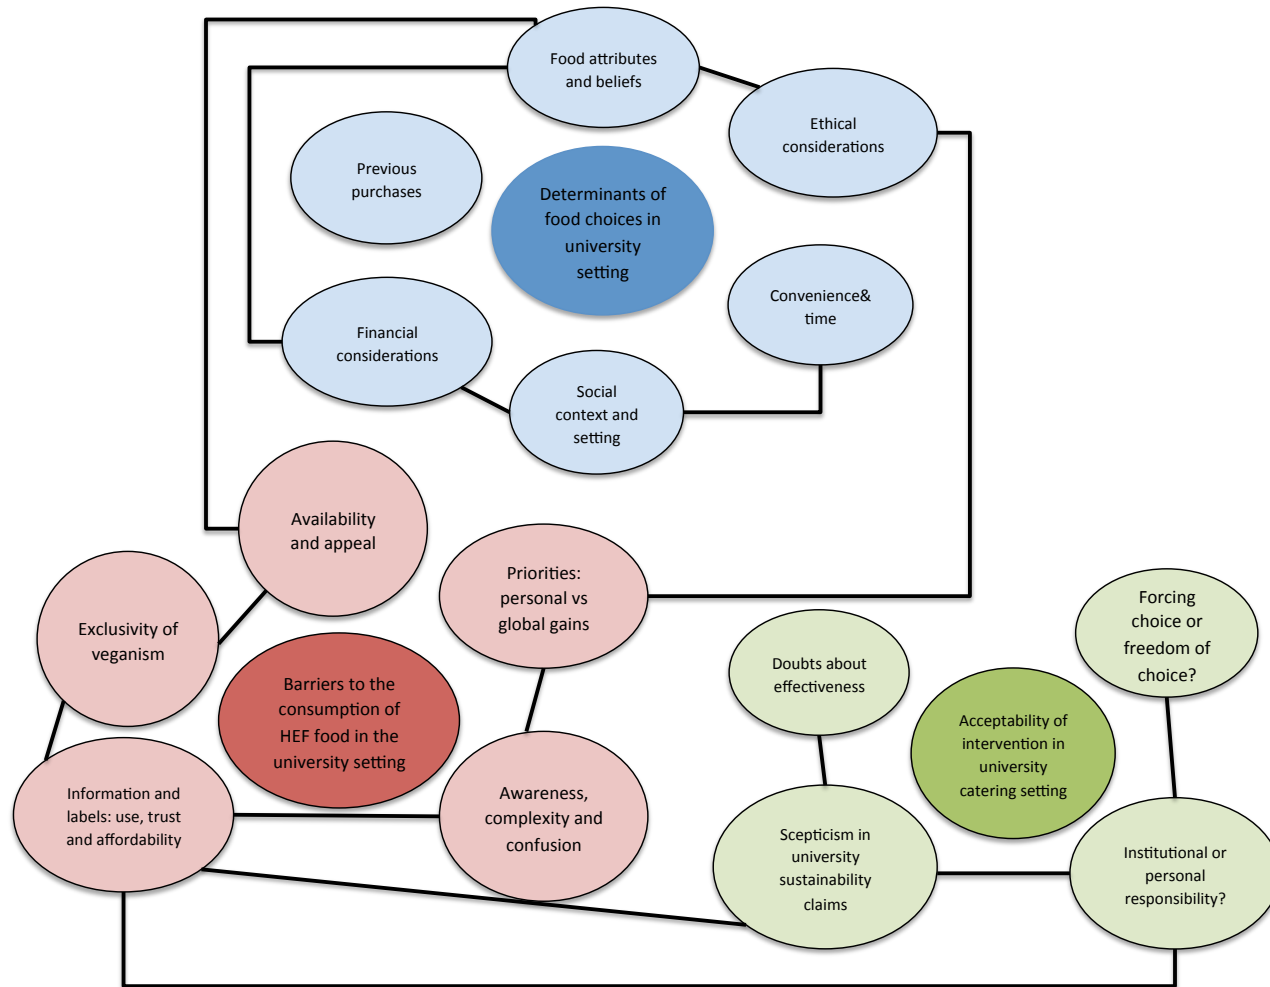 Food attributes
and beliefs
Ethical
considerations
Previous
purchases
Determinants of
food choices in
university
setting
Convenience&
time
Financial
considerations
Social
context and
setting
Availability
and appeal
Priorities:
personal vs
global gains
Exclusivity of
veganism
Barriers to the
consumption of
HEF food in the
university setting
Information and
labels: use, trust
and affordability
Awareness,
complexity and
confusion
Doubts about
effectiveness
Forcing
choice or
freedom of
choice?
Acceptability of
intervention in
university
catering setting
Scepticism in
university
sustainability
claims
Institutional or
personal
responsibility?